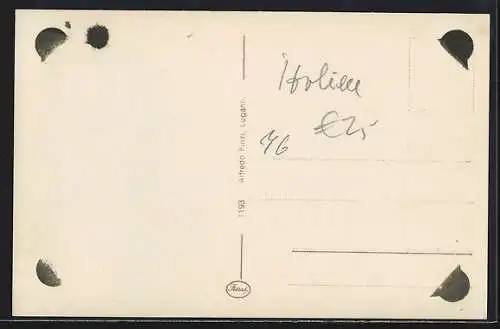 Italien
€25
46
1193 Alfredo Finzi, Lugano.